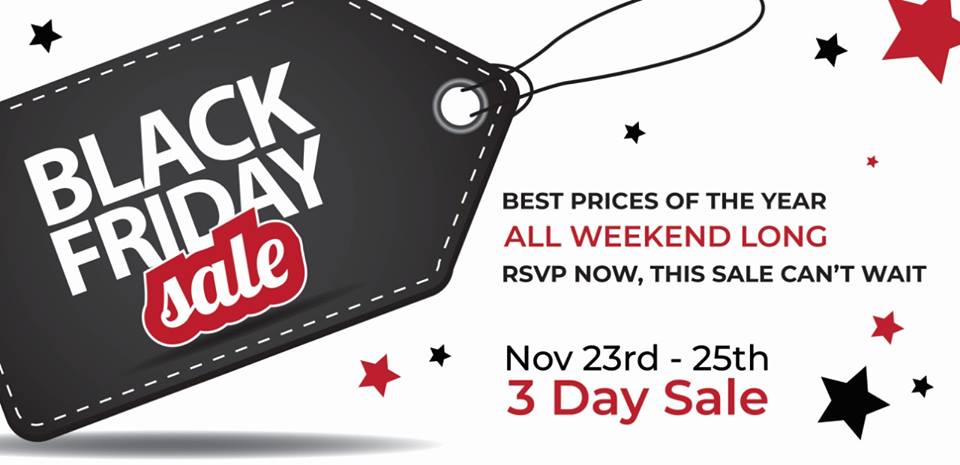 BLACK
FRIDAY
sale
BEST PRICES OF THE YEAR
ALL WEEKEND LONG
RSVP NOW, THIS SALE CAN'T WAIT
Nov 23rd - 25th
3 Day Sale